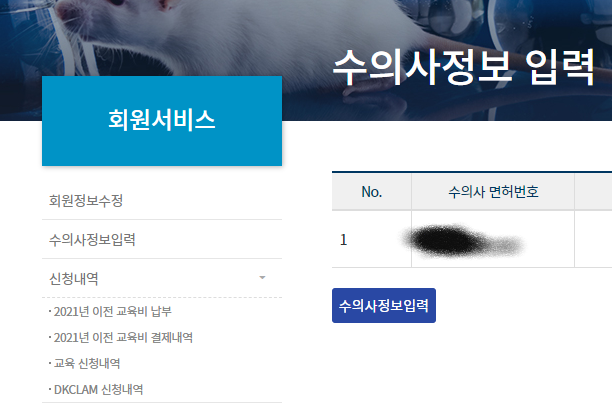 수의사정보 입력
회원서비스
회원정보수정
수의사정보입력
신청내역
· 2021년 이전 교육비 납부
· 2021년 이전 교육비 결제내역
· 교육 신청내역
· DKCLAM 신청내역
No. 수의사 면허번호
1
수의사정보입력